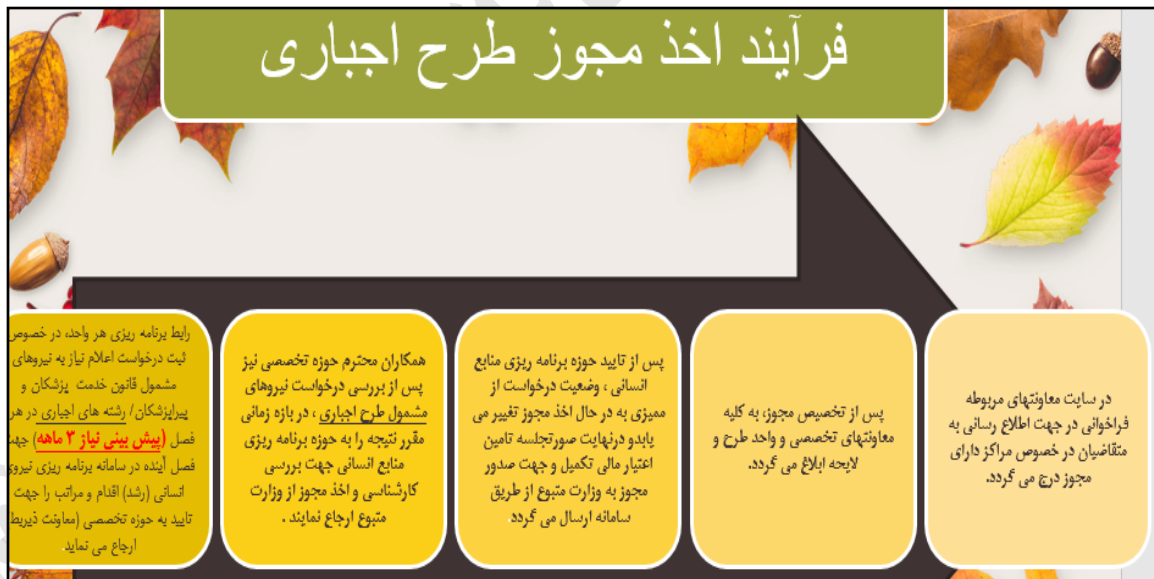 فرآیند اخذ مجوز طرح اجباری
رابط برنامه ریزی هر واحد، در خصوص
ثبت درخواست اعلام نیاز به نیروهای
مشمول قانون خدمت پزشکان و
پیراپزشکان/ رشته های اجباری در هر
فصل (پیش بینی نیاز ۳ ماهه) جهت
فصل آینده در سامانه برنامه ریزی نیروی
انسانی (رشد) اقدام و مراتب را جهت
تایید به حوزه تخصصی (معاونت ذیربط
ارجاع می نماید.
همکاران محترم حوزه تخصصی نیز
پس از بررسی درخواست نیروهای
مشمول طرح اجباری ، در بازه زمانی
مقرر نتیجه را به حوزه برنامه ریزی
منابع انسانی جهت بررسی
کارشناسی و اخذ مجوز از وزارت
متبوع ارجاع نمایند .
پس از تایید حوزه برنامه ریزی منابع
انسانی ، وضعیت درخواست از
ممیزی به در حال اخذ مجوز تغییر می
یابدو درنهایت صورتجلسه تامین
اعتبار مالی تکمیل و جهت صدور
مجوز به وزارت متبوع از طریق
سامانه ارسال می گردد.
پس از تخصیص مجوز، به کلیه
معاونتهای تخصصی و واحد طرح و
لایحه ابلاغ می گردد.
در سایت معاونتهای مربوطه
فراخوانی در جهت اطلاع رسانی به
متقاضیان در خصوص مراکز دارای
مجوز درج می گردد.